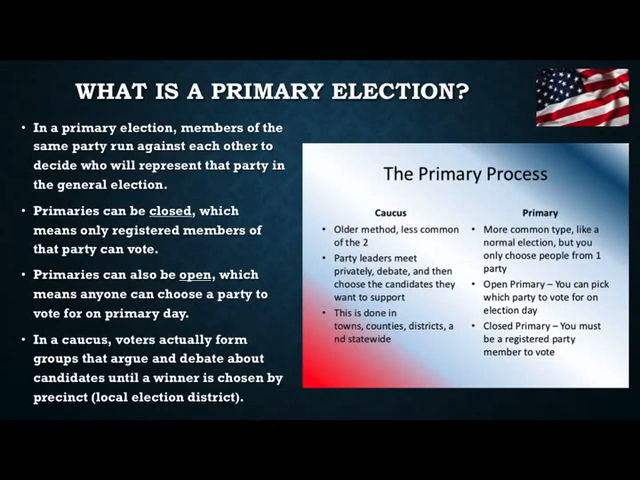 WHAT IS A PRIMARY ELECTION?
• In a primary election, members of the
same party run against each other to
decide who will represent that party in
the general election.
• Primaries can be closed, which
means only registered members of
that party can vote.
• Primaries can also be open, which
means anyone can choose a party to
vote for on primary day.
• In a caucus, voters actually form
groups that argue and debate about
candidates until a winner is chosen by
precinct (local election district).
The Primary Process
Caucus
• Older method, less common
of the 2
• Party leaders meet
privately, debate, and then
choose the candidates they
want to support
• This is done in
towns, counties, districts, a
nd statewide
Primary
• More common type, like a
normal election, but you
only choose people from 1
party
• Open Primary – You can pick
which party to vote for on
election day
• Closed Primary – You must
be a registered party
member to vote